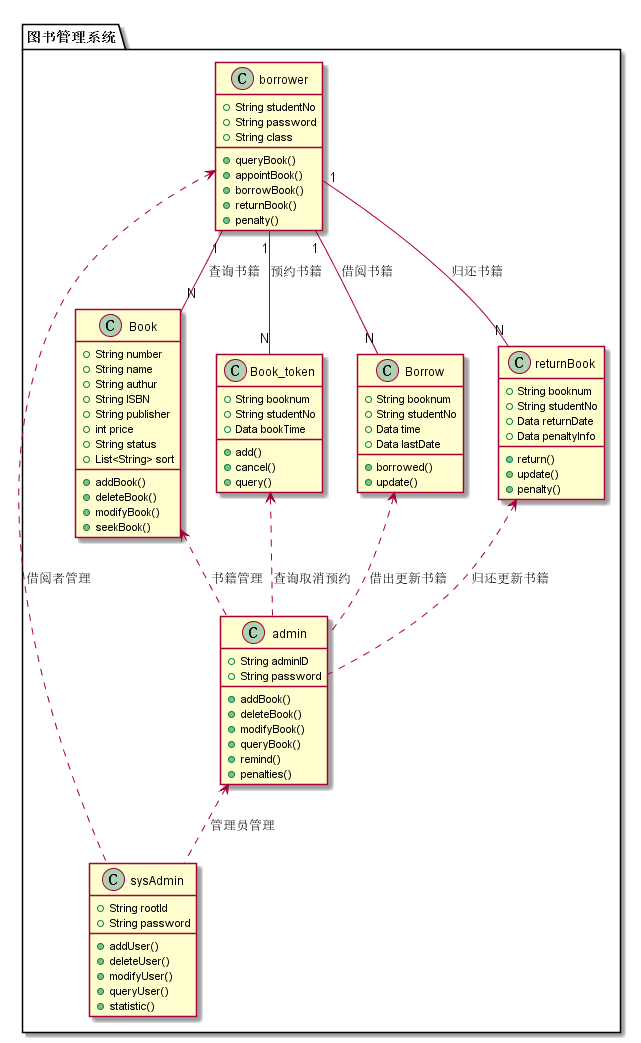 图书管理系统
C borrower
String studentNo
String password
String class
queryBook()
appointBook()
borrowBook()
returnBook()
penalty()
1
1
1
1
查询书籍
预约书籍
借阅书籍
归还书籍
N
N
N
N
C Book
String number
String name
String authur
String ISBN
String publisher
int price
String status
List<String> sort
addBook()
deleteBook()
modifyBook()
seekBook()
C Book_token
String booknum
String studentNo
Data bookTime
add()
cancel()
query()
C Borrow
String booknum
String studentNo
Data time
Data lastDate
borrowed()
update()
C returnBook
String booknum
String studentNo
Data returnDate
Data penaltyInfo
return()
update()
penalty()
借阅者管理
书籍管理
查询取消预约
借出更新书籍
归还更新书籍
C admin
String adminID
String password
addBook()
deleteBook()
modifyBook()
queryBook()
remind()
penalties()
管理员管理
C sysAdmin
String rootId
String password
addUser()
deleteUser()
modifyUser()
queryUser()
statistic()